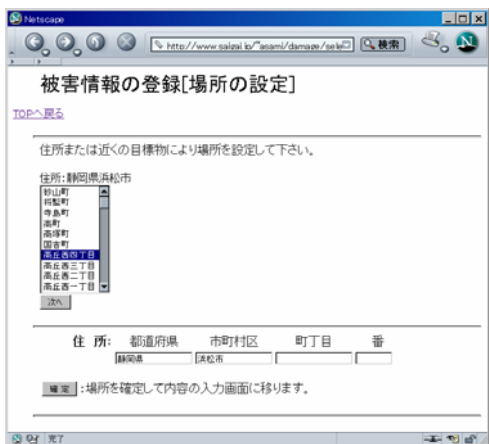 Netscape
http://www.saigai.jp/~asami/damage/sele
検索
被害情報の登録[場所の設定]
TOPへ戻る
住所または近くの目標物により場所を設定して下さい。
住所:静岡県浜松市
砂山町
将監町
寺島町
高町
高塚町
国吉町
高丘西四丁目
高丘西三丁目
高丘西二丁目
高丘西一丁目
次へ
住 所: 都道府県 市町村区 町丁目 番
静岡県 浜松市
確 定 :場所を確定して内容の入力画面に移ります。
完了